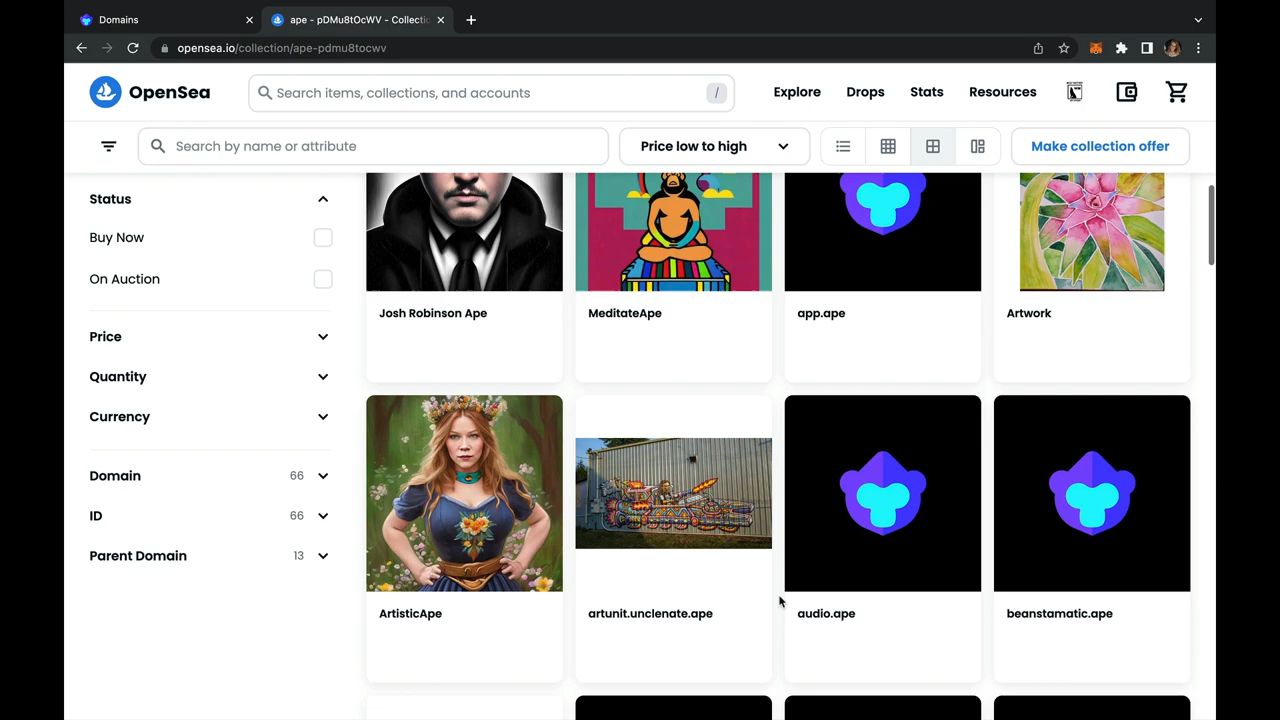 Domains
ape - pDMu8tOcWV - Collectic
opensea.io/collection/ape-pdmu8tocwv
OpenSea
Search items, collections, and accounts
/
Explore
Drops
Stats
Resources
Search by name or attribute
Price low to high
Make collection offer
Status
Buy Now
On Auction
Price
Quantity
Currency
Domain 66
ID 66
Parent Domain 13
Josh Robinson Ape
MeditateApe
app.ape
Artwork
ArtisticApe
artunit.unclenate.ape
audio.ape
beanstamatic.ape